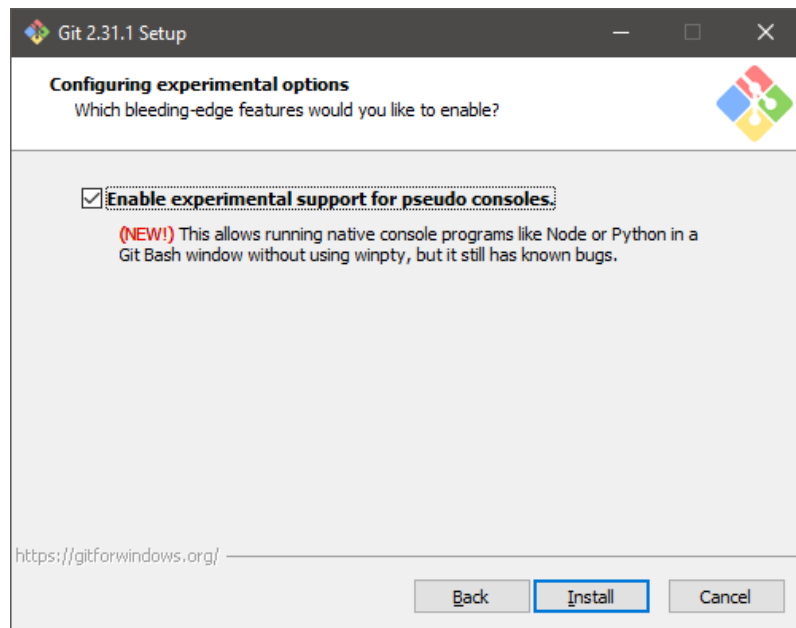 Git 2.31.1 Setup
Configuring experimental options
Which bleeding-edge features would you like to enable?
Enable experimental support for pseudo consoles.
(NEW!) This allows running native console programs like Node or Python in a
Git Bash window without using winpty, but it still has known bugs.
https://gitforwindows.org/
Back Install Cancel